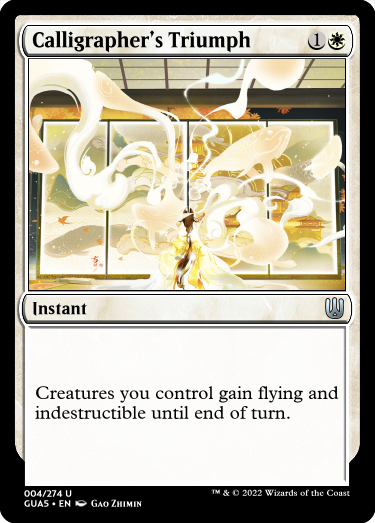 Calligrapher's Triumph 1
Instant
Creatures you control gain flying and
indestructible until end of turn.
004/274 U
GUA5 • EN Gao Zhimin
™ & © 2022 Wizards of the Coast